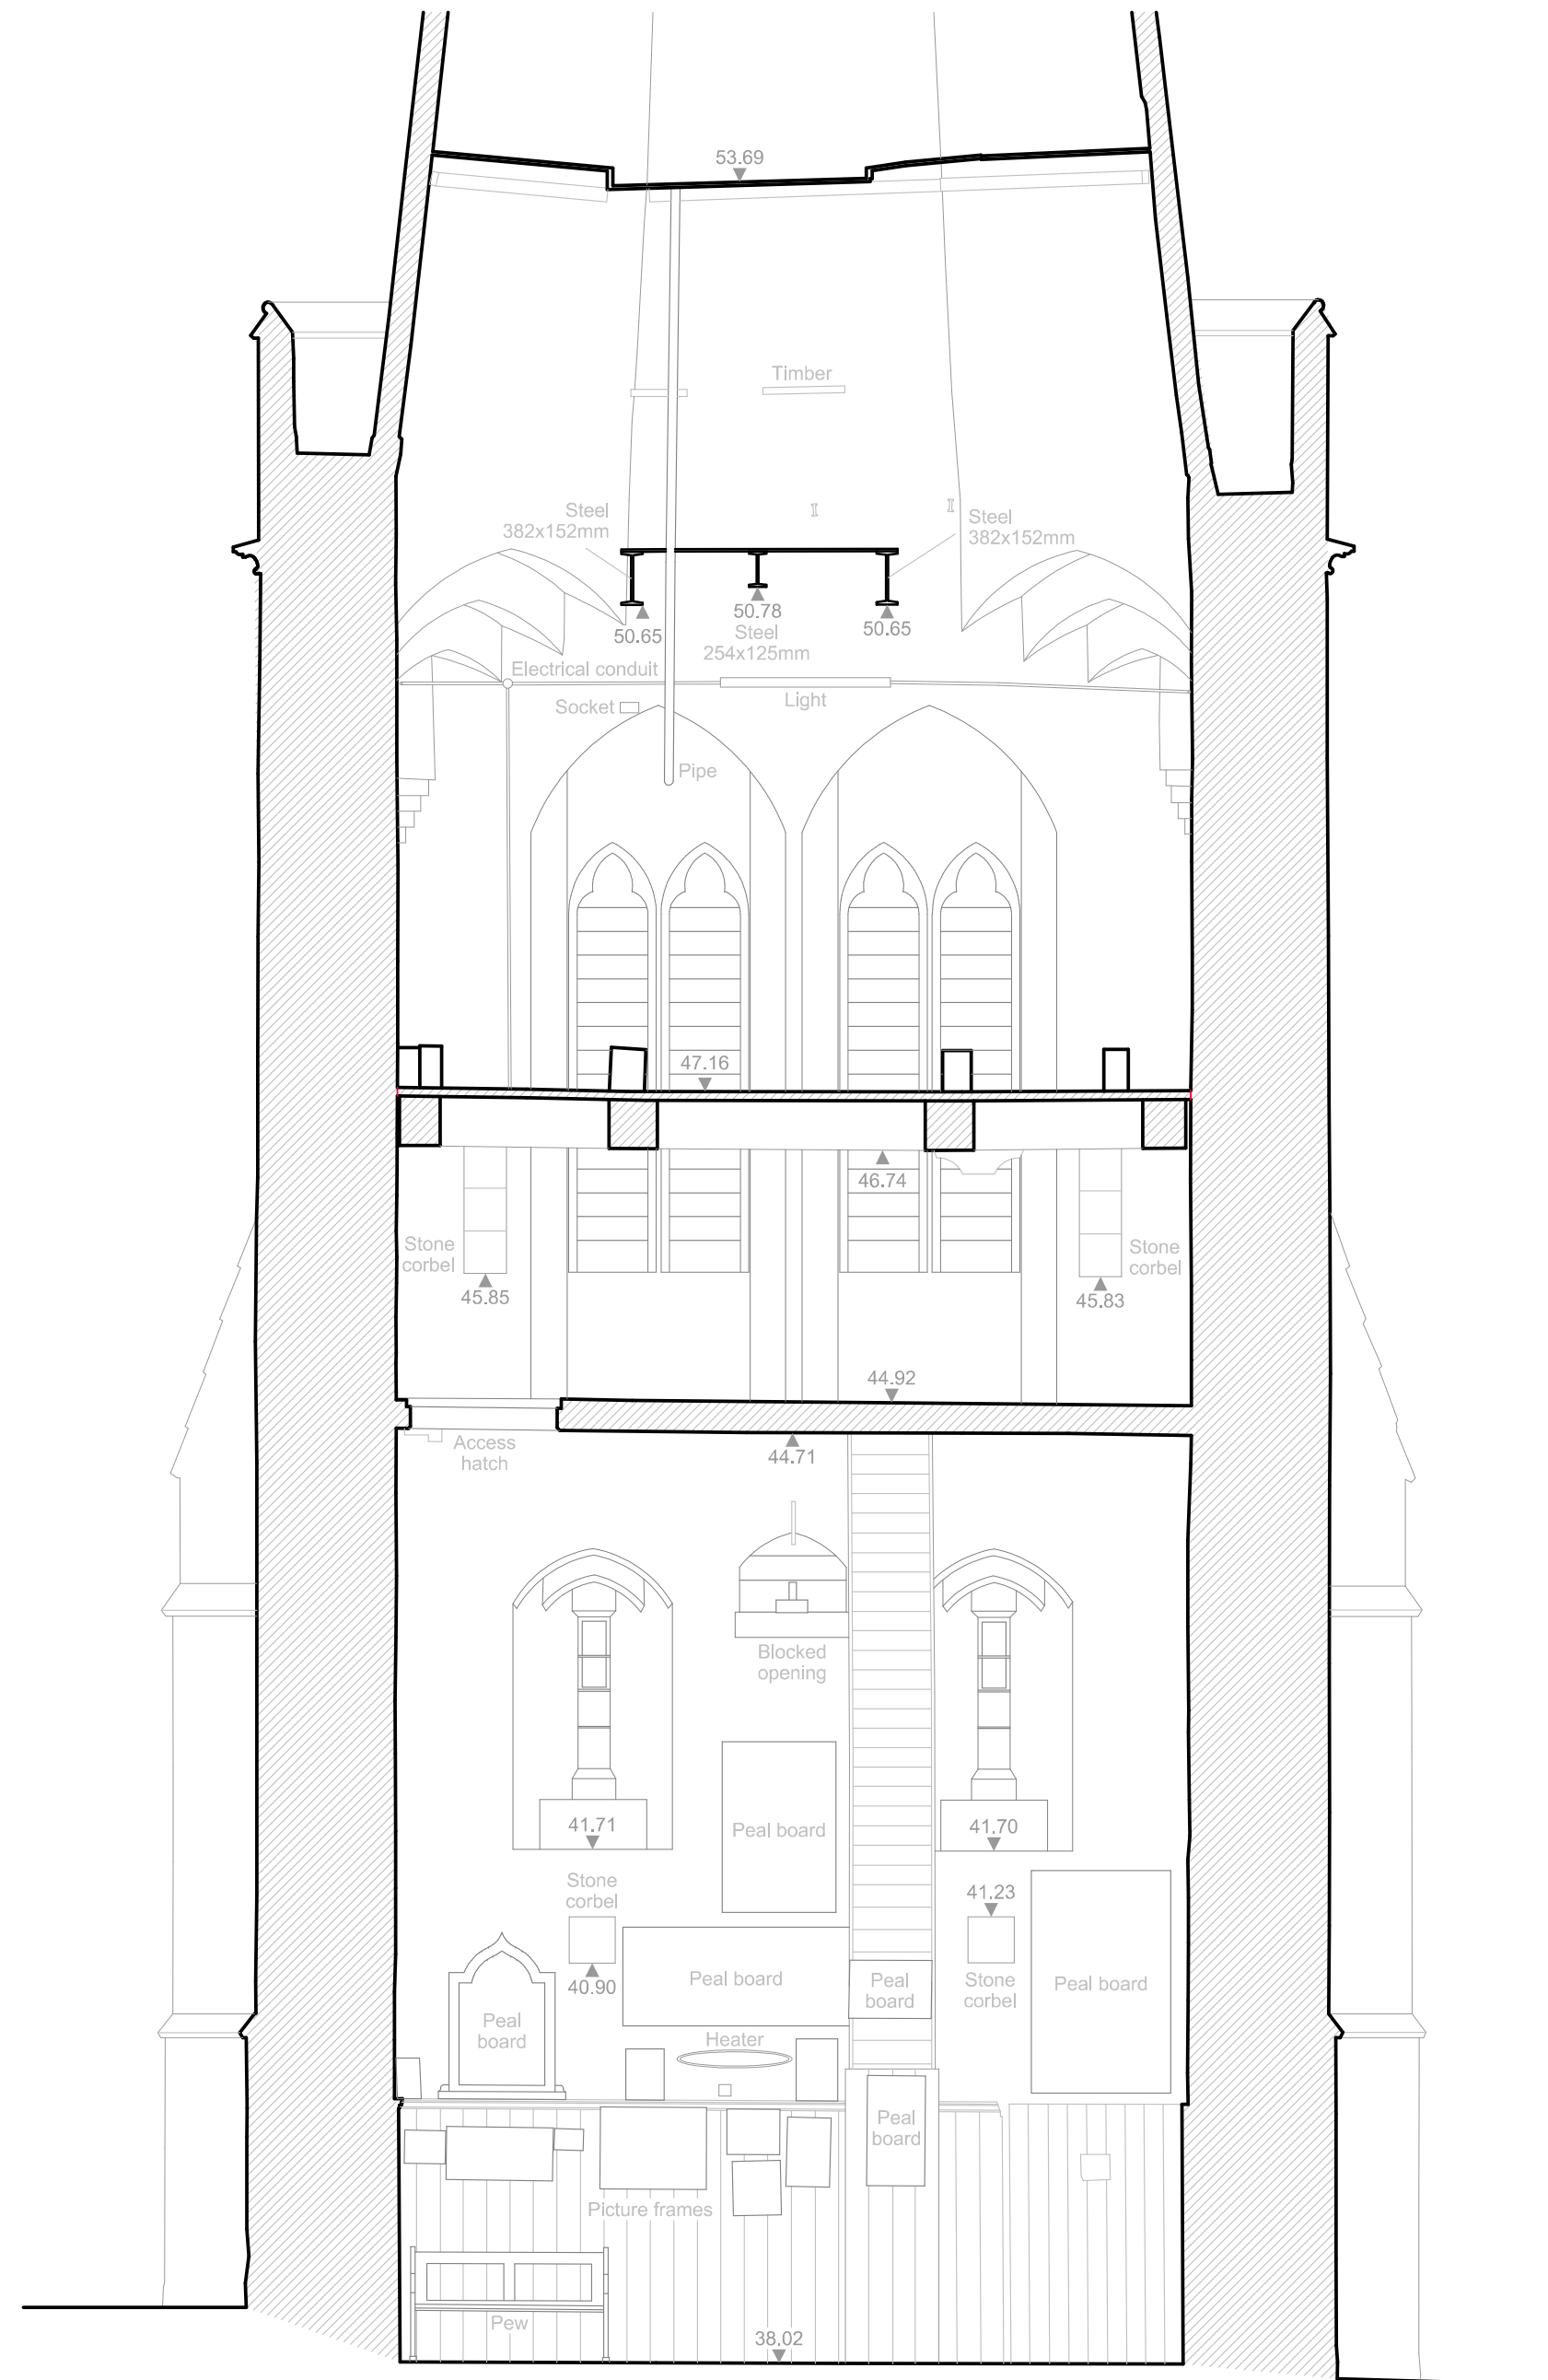 53.69
Timber
Steel
382x152mm
Steel
382x152mm
50.65
50.78
Steel
254x125mm
50.65
Electrical conduit
Socket
Light
Pipe
47.16
46.74
Stone
corbel
45.85
Stone
corbel
45.83
44.92
Access
hatch
44.71
Blocked
opening
41.71
Peal board
41.70
Stone
corbel
40.90
41.23
Stone
corbel
Peal board
Peal
board
Peal board
Peal
board
Heater
Peal
board
Picture frames
Pew
38.02